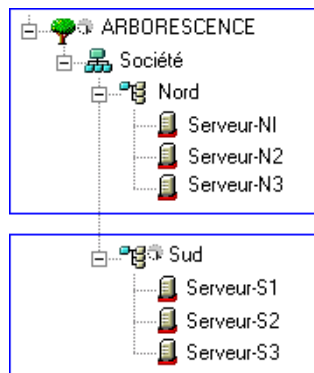 ARBORESCENCE
Société
Nord
Serveur-NI
Serveur-N2
Serveur-N3
Sud
Serveur-S1
Serveur-S2
Serveur-S3